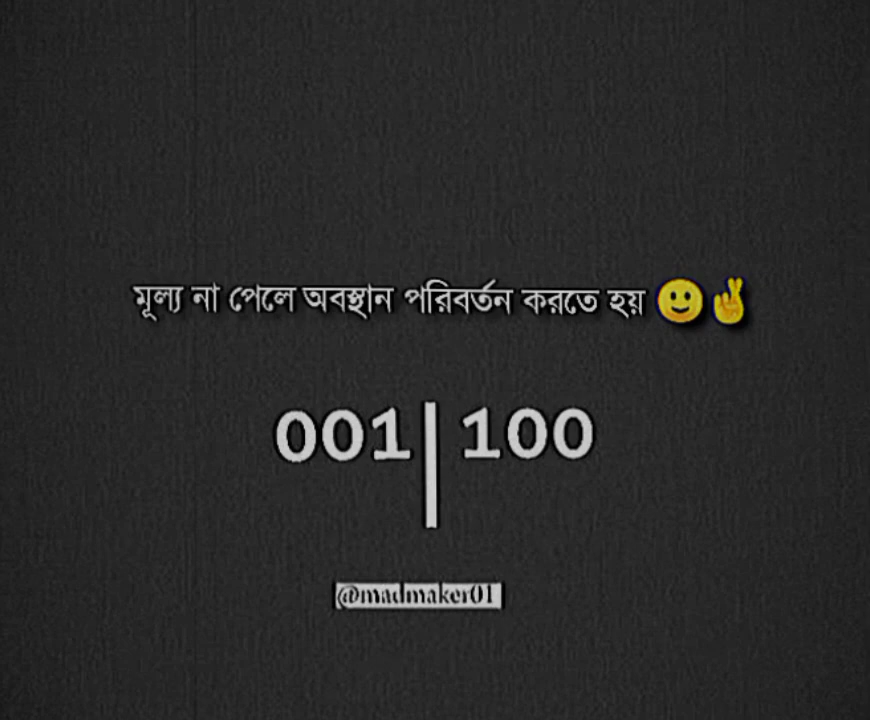 মূল্য না পেলে অবস্থান পরিবর্তন করতে হয় 🙂🤞
001 | 100
@madmaker01